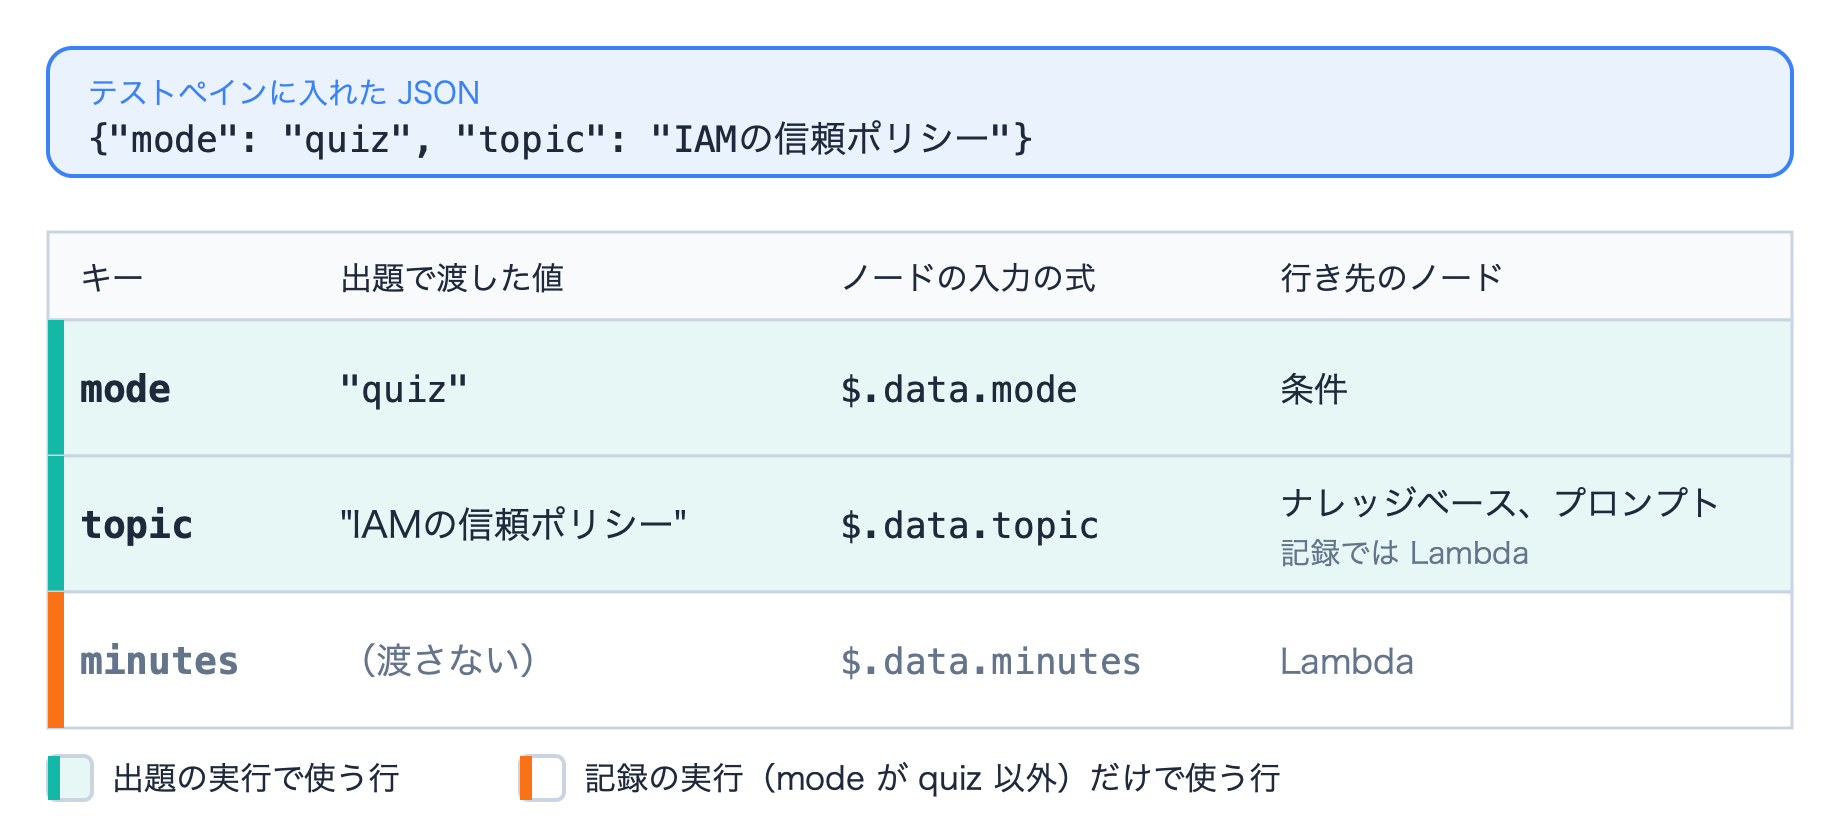 テストペインに入れた JSON
{"mode": "quiz", "topic": "IAMの信頼ポリシー"}
キー 出題で渡した値 ノードの入力の式 行き先のノード
mode "quiz" $.data.mode 条件
topic "IAMの信頼ポリシー" $.data.topic ナレッジベース、プロンプト
記録では Lambda
minutes （渡さない） $.data.minutes Lambda
出題の実行で使う行 記録の実行（mode が quiz 以外）だけで使う行